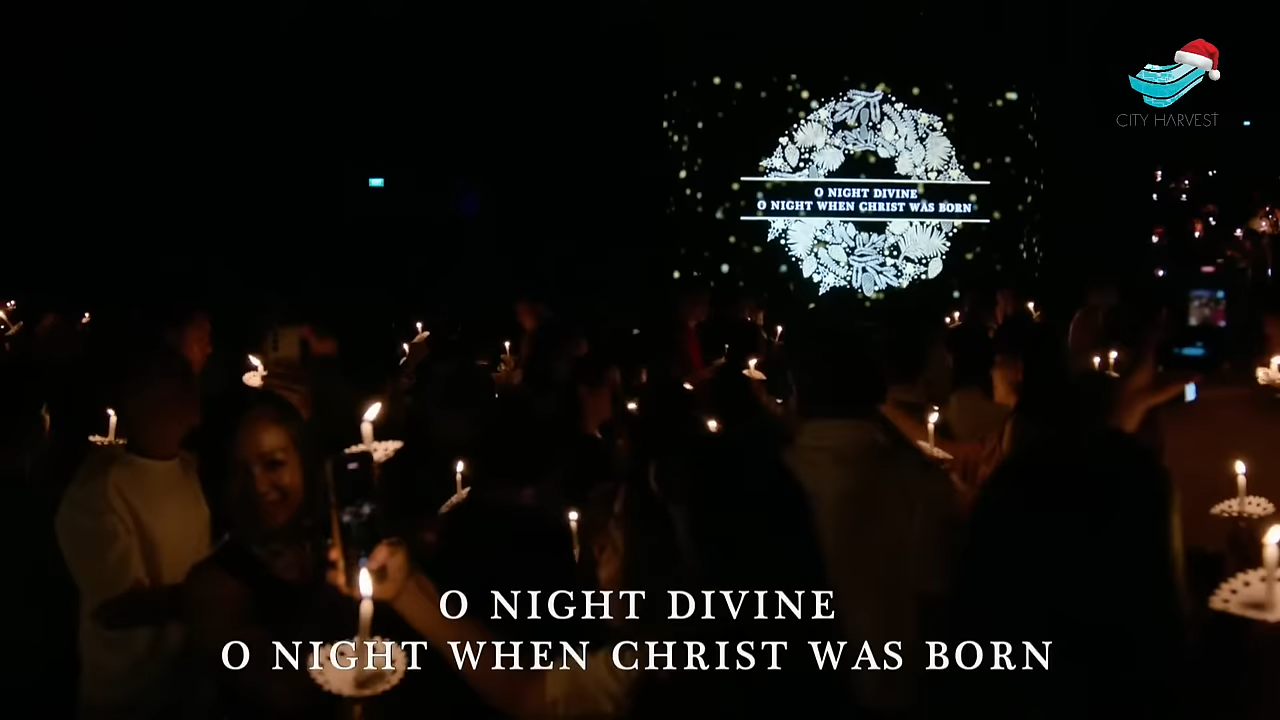 CITY HARVEST
O NIGHT DIVINE
O NIGHT WHEN CHRIST WAS BORN
O NIGHT DIVINE
O NIGHT WHEN CHRIST WAS BORN